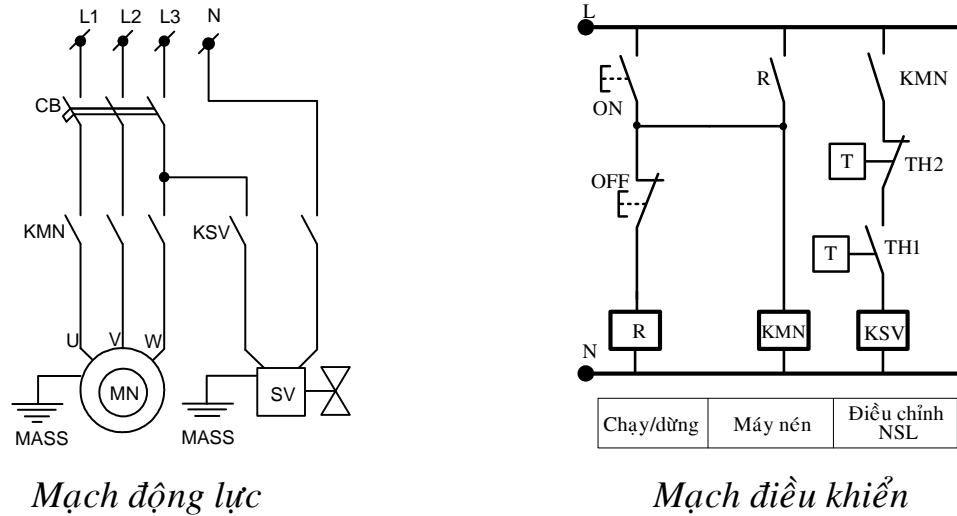 L1 L2 L3 N
CB
KMN KSV
U V W
MN SV
MASS MASS
Mạch động lực
L
R KMN
ON
T TH2
OFF
T TH1
R KMN KSV
N
Chạy/dừng Máy nén Điều chỉnh
NSL
Mạch điều khiển